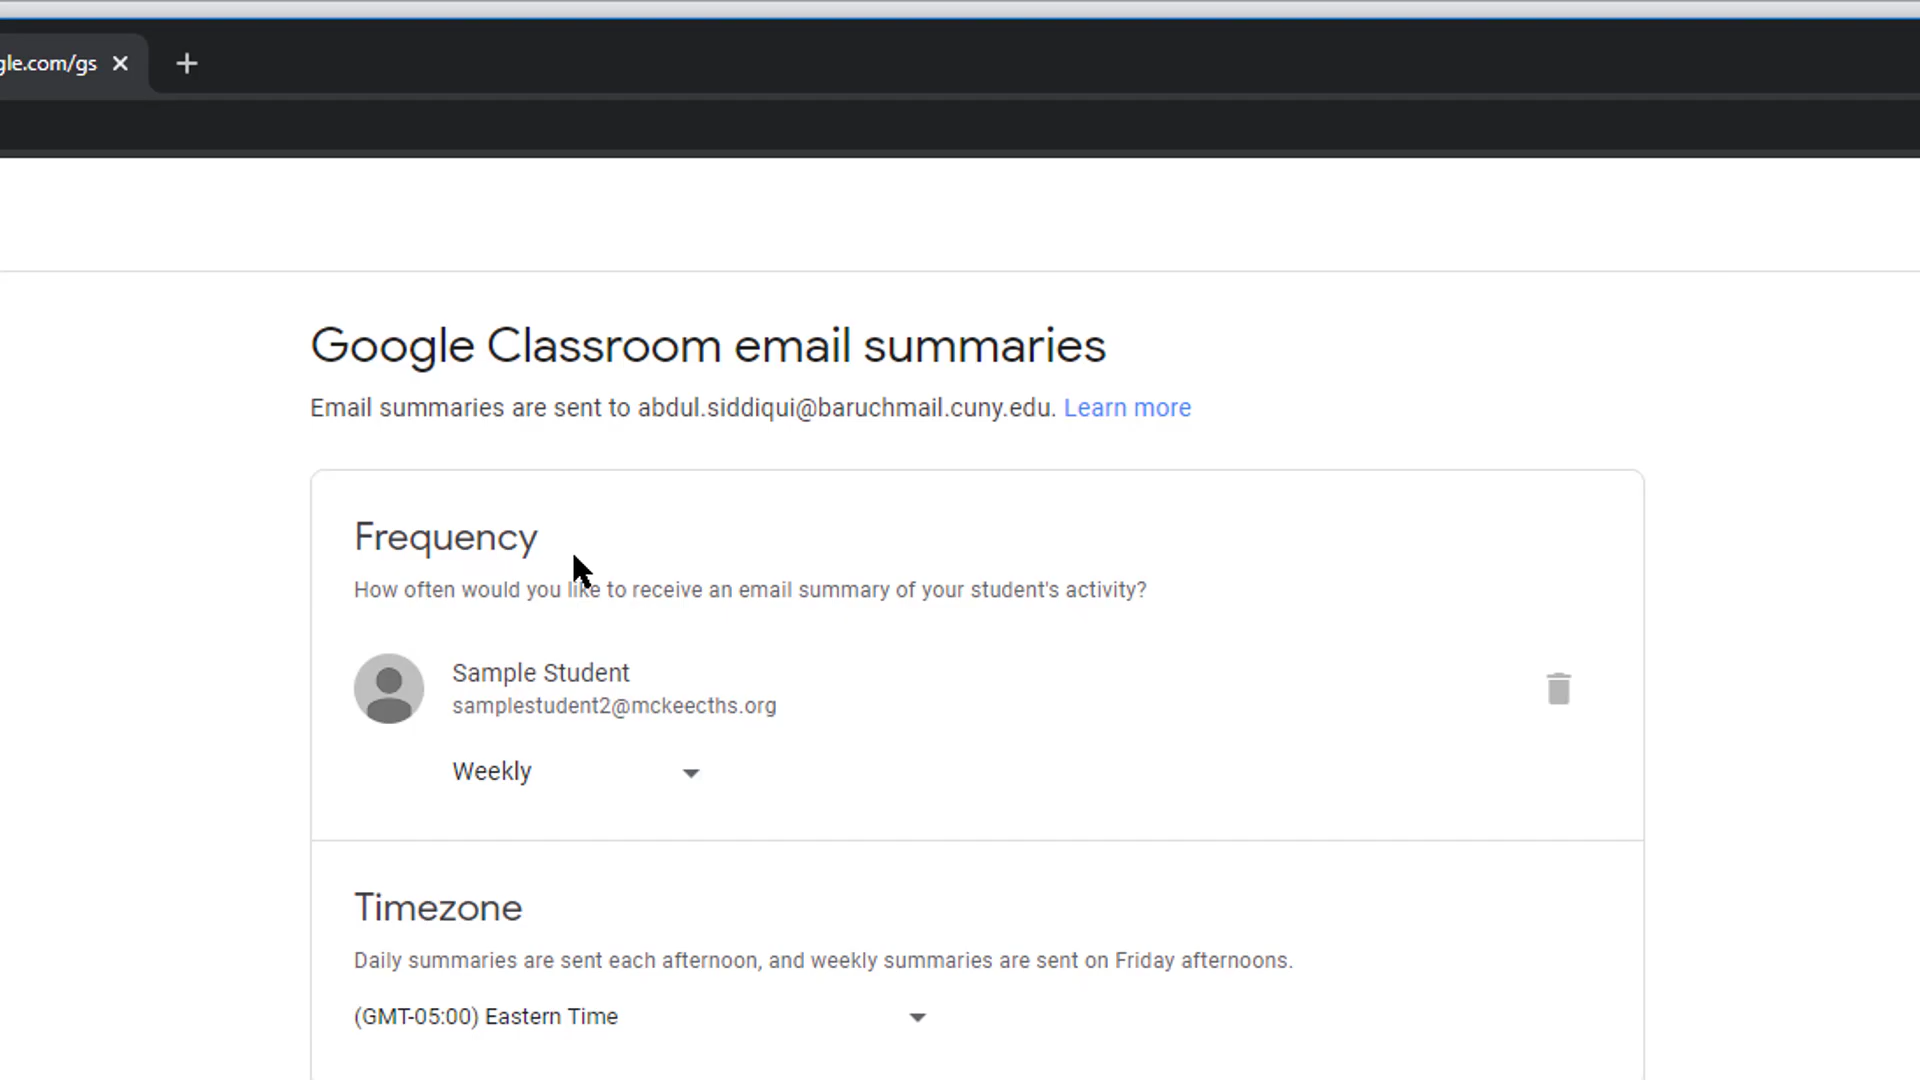 gle.com/gs
Google Classroom email summaries
Email summaries are sent to abdul.siddiqui@baruchmail.cuny.edu. Learn more
Frequency
How often would you like to receive an email summary of your student's activity?
Sample Student
samplestudent2@mckeecths.org
Weekly
Timezone
Daily summaries are sent each afternoon, and weekly summaries are sent on Friday afternoons.
(GMT-05:00) Eastern Time